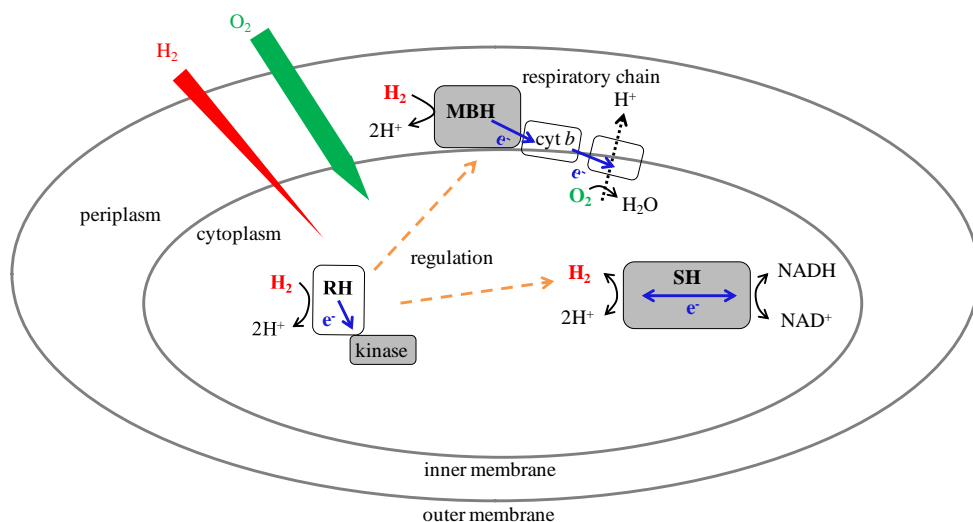 O₂
H₂
respiratory chain
H₂
MBH
H⁺
2H⁺
e-
cyt b
e-
O₂
H₂O
periplasm
cytoplasm
regulation
H₂
RH
2H⁺
e-
kinase
H₂
SH
NADH
2H⁺
e-
NAD⁺
inner membrane
outer membrane